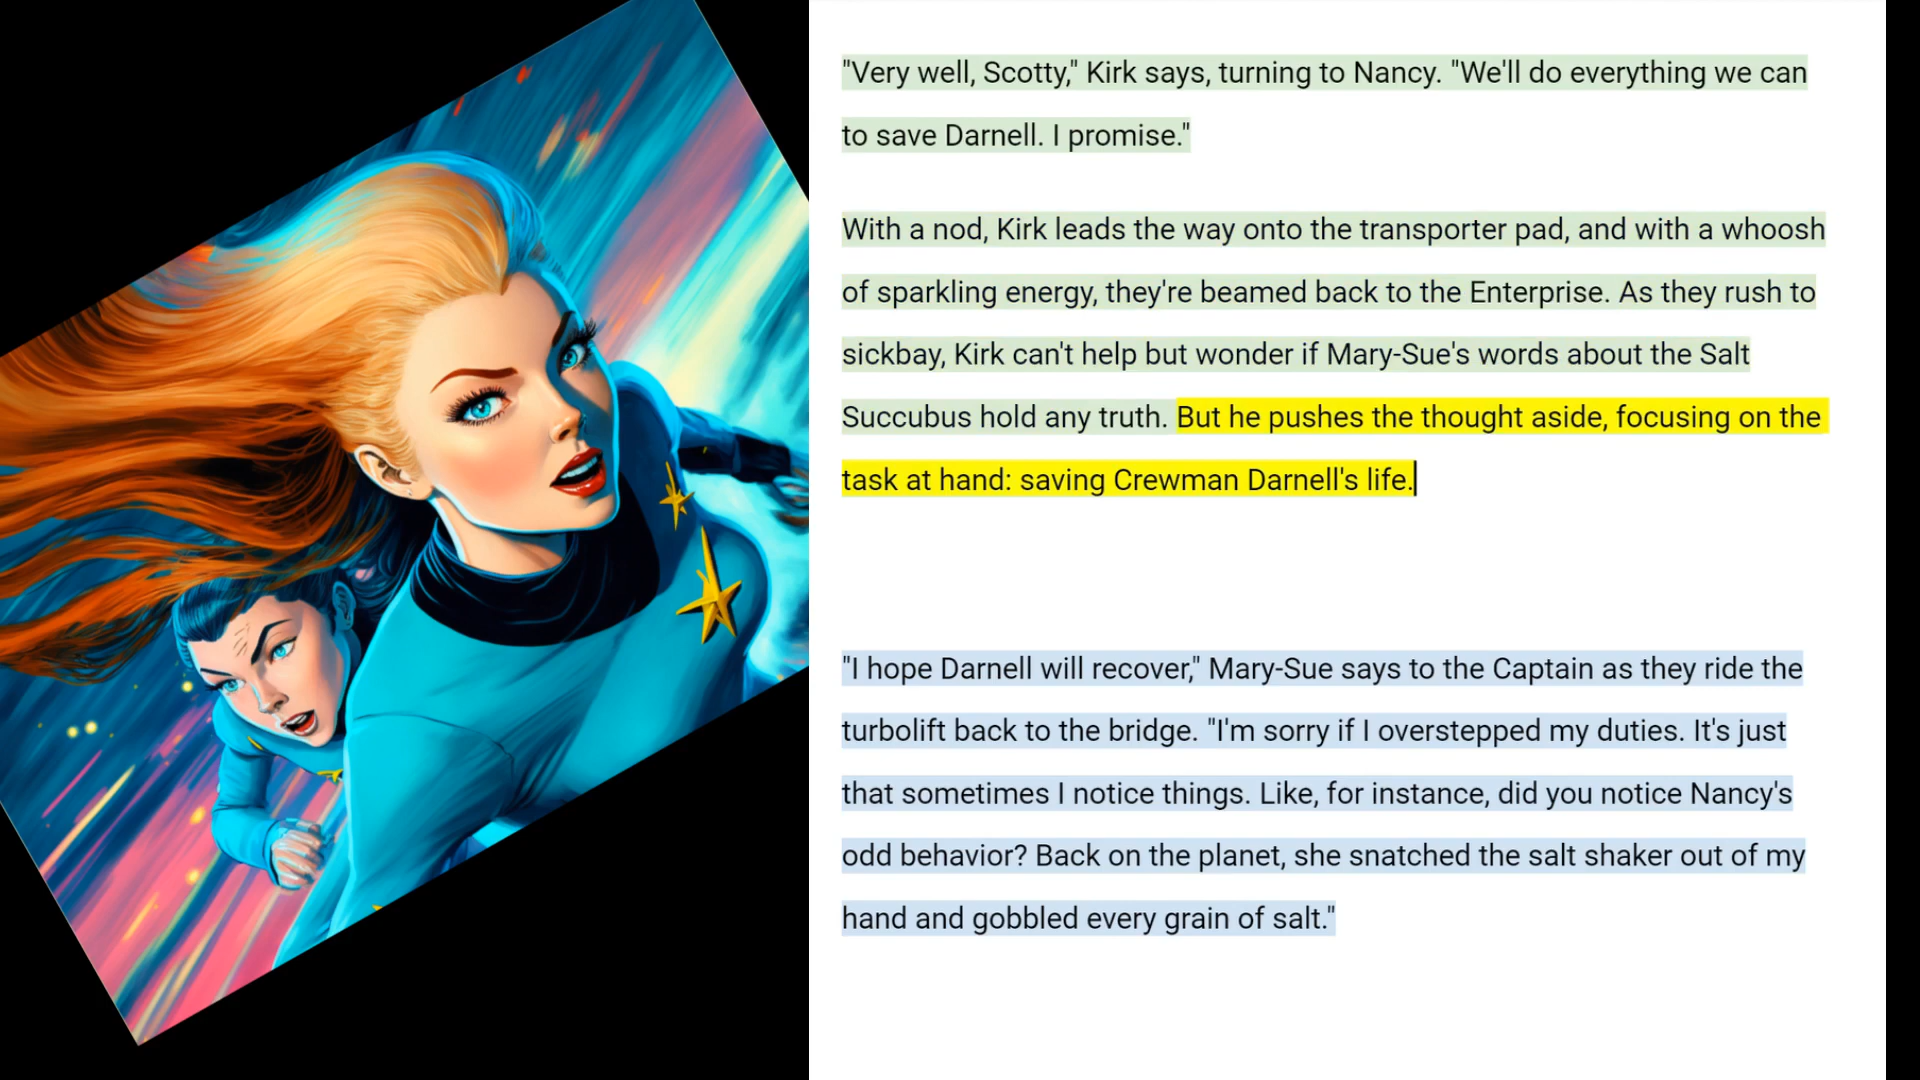 "Very well, Scotty," Kirk says, turning to Nancy. "We'll do everything we can
to save Darnell. I promise."
With a nod, Kirk leads the way onto the transporter pad, and with a whoosh
of sparkling energy, they're beamed back to the Enterprise. As they rush to
sickbay, Kirk can't help but wonder if Mary-Sue's words about the Salt
Succubus hold any truth. But he pushes the thought aside, focusing on the
task at hand: saving Crewman Darnell's life.
"I hope Darnell will recover," Mary-Sue says to the Captain as they ride the
turbolift back to the bridge. "I'm sorry if I overstepped my duties. It's just
that sometimes I notice things. Like, for instance, did you notice Nancy's
odd behavior? Back on the planet, she snatched the salt shaker out of my
hand and gobbled every grain of salt."